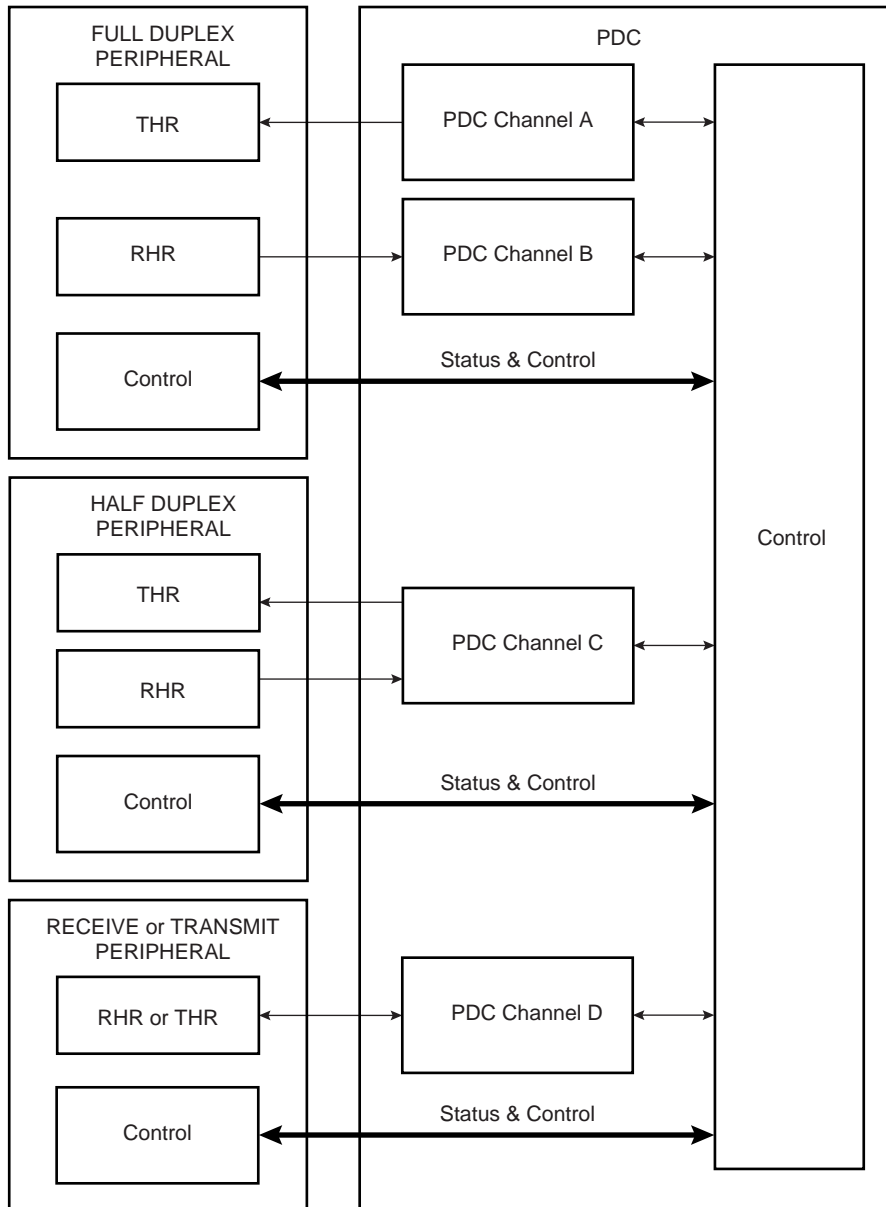 FULL DUPLEX
PERIPHERAL
PDC
THR
PDC Channel A
RHR
PDC Channel B
Control
Status & Control
HALF DUPLEX
PERIPHERAL
Control
THR
PDC Channel C
RHR
Control
Status & Control
RECEIVE or TRANSMIT
PERIPHERAL
RHR or THR
PDC Channel D
Control
Status & Control